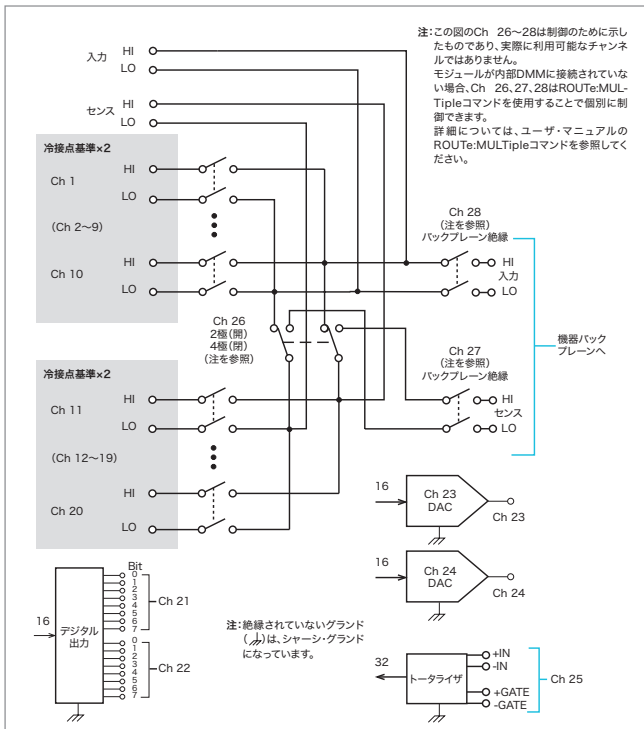 注:この図のCh 26〜28は制御のために示し
たものであり、実際に利用可能なチャンネ
ルではありません。
モジュールが内部DMMに接続されていな
い場合、Ch 26、27、28はROUTe:MUL-
Tipleコマンドを使用することで個別に制
御できます。
詳細については、ユーザ・マニュアルの
ROUTe:MULTipleコマンドを参照してく
ださい。
入力
HI
LO
センス
HI
LO
冷接点基準×2
Ch 1
HI
LO
(Ch 2〜9)
Ch 10
HI
LO
Ch 28
(注を参照)
バックプレーン絶縁
HI
入力
LO
Ch 26
2極(開)
4極(閉)
(注を参照)
Ch 27
(注を参照)
バックプレーン絶縁
HI
センス
LO
機器バック
プレーンへ
冷接点基準×2
Ch 11
HI
LO
(Ch 12〜19)
Ch 20
HI
LO
16
Ch 23
DAC
Ch 23
16
Ch 24
DAC
Ch 24
16
デジタル
出力
Bit
0
1
2
3
4
5
6
7
Ch 21
0
1
2
3
4
5
6
7
Ch 22
注:絶縁されていないグランド
( )は、シャーシ・グランド
になっています。
32
トータライザ
+IN
-IN
+GATE
-GATE
Ch 25